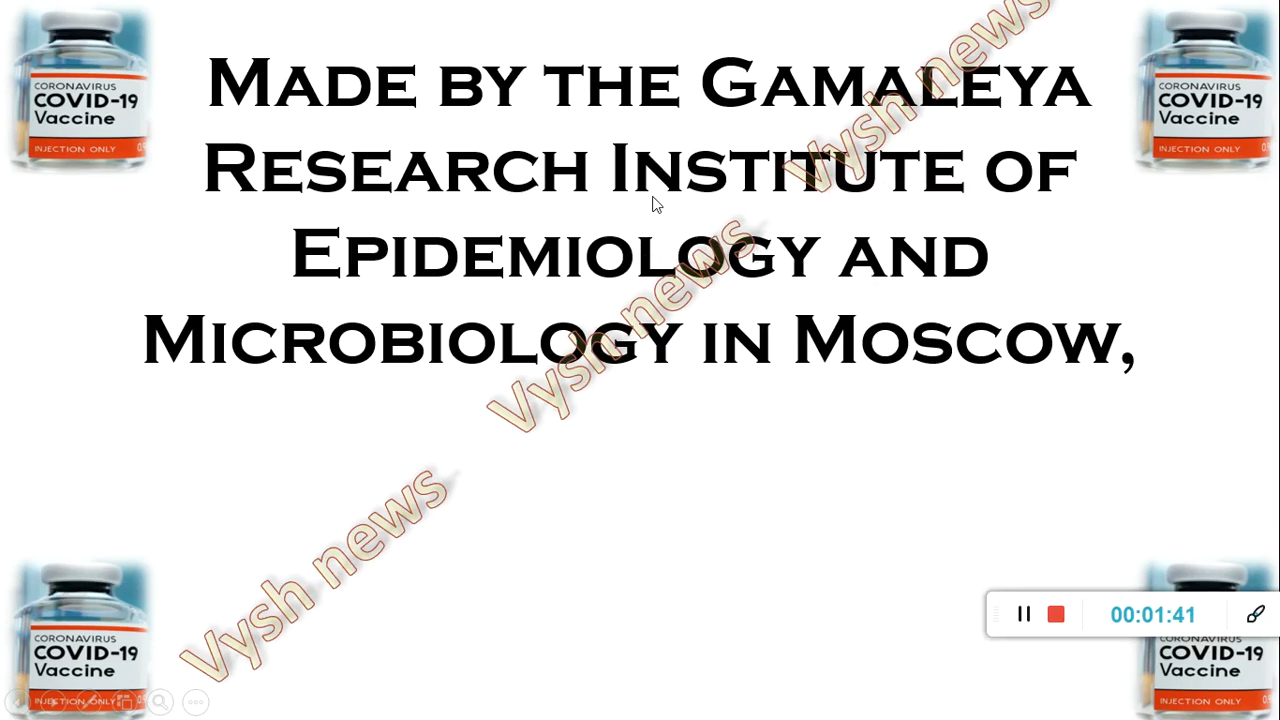 Made by the Gamaleya
Research Institute of
Epidemiology and
Microbiology in Moscow,
Vysh news
Vysh news
Vysh news
CORONAVIRUS
COVID-19
Vaccine
INJECTION ONLY
CORONAVIRUS
COVID-19
Vaccine
INJECTION ONLY
CORONAVIRUS
COVID-19
Vaccine
INJECTION ONLY
00:01:41
CORONAVIRUS
COVID-19
Vaccine
INJECTION ONLY